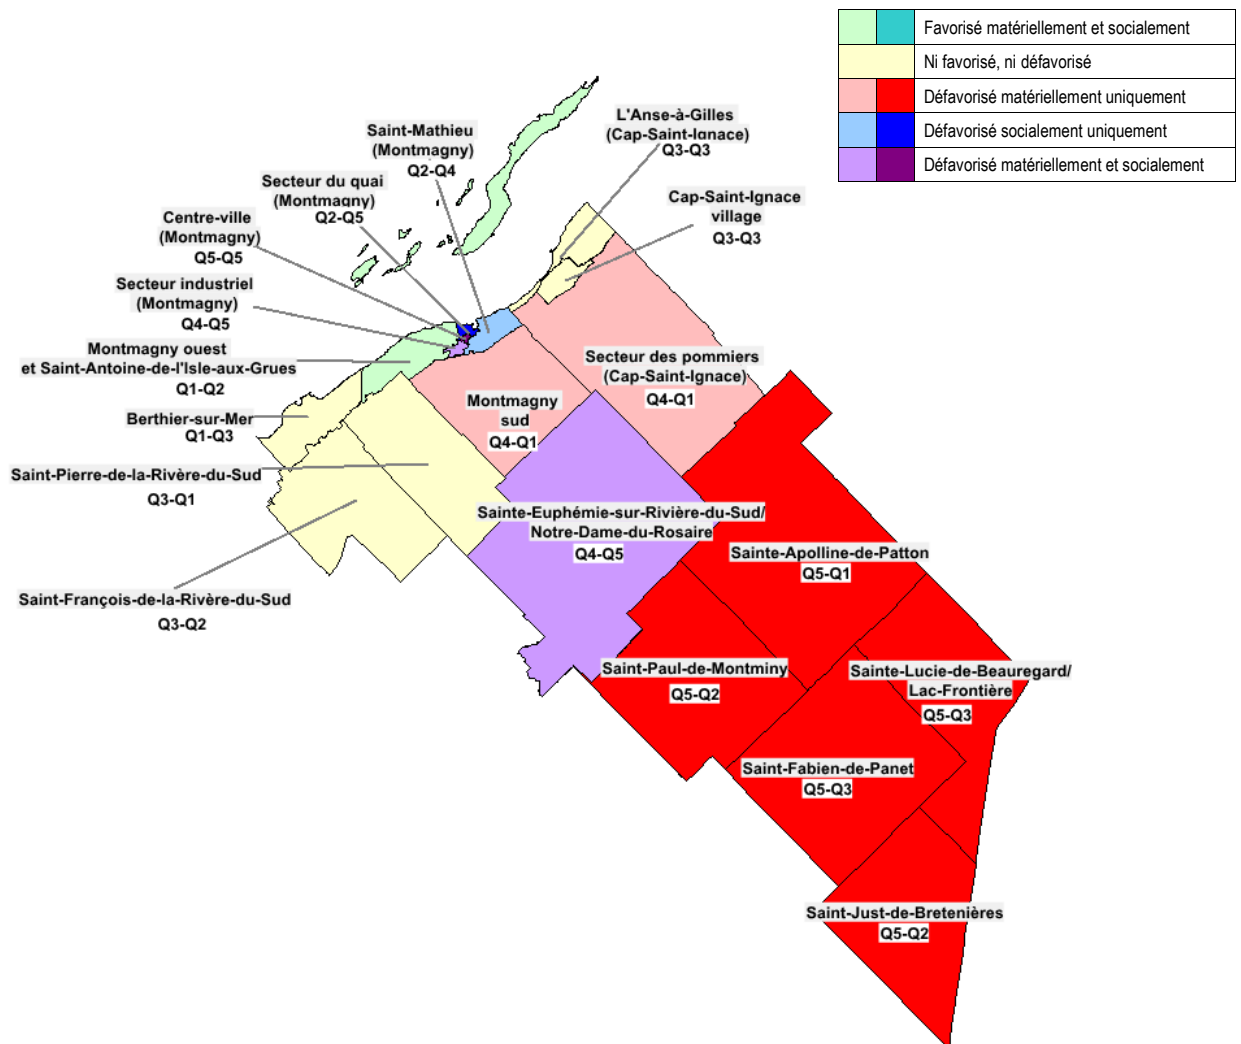 Favorisé matériellement et socialement
Ni favorisé, ni défavorisé
Défavorisé matériellement uniquement
Défavorisé socialement uniquement
Défavorisé matériellement et socialement
L'Anse-à-Gilles
(Cap-Saint-Ignace)
Q3-Q3
Saint-Mathieu
(Montmagny)
Q2-Q4
Secteur du quai
(Montmagny)
Q2-Q5
Cap-Saint-Ignace
village
Q3-Q3
Centre-ville
(Montmagny)
Q5-Q5
Secteur industriel
(Montmagny)
Q4-Q5
Montmagny ouest
et Saint-Antoine-de-l'Isle-aux-Grues
Q1-Q2
Secteur des pommiers
(Cap-Saint-Ignace)
Q4-Q1
Montmagny
sud
Q4-Q1
Berthier-sur-Mer
Q1-Q3
Saint-Pierre-de-la-Rivère-du-Sud
Q3-Q1
Sainte-Euphémie-sur-Rivière-du-Sud/
Notre-Dame-du-Rosaire
Q4-Q5
Sainte-Apolline-de-Patton
Q5-Q1
Saint-François-de-la-Rivère-du-Sud
Q3-Q2
Saint-Paul-de-Montminy
Q5-Q2
Sainte-Lucie-de-Beauregard/
Lac-Frontière
Q5-Q3
Saint-Fabien-de-Panet
Q5-Q3
Saint-Just-de-Bretenières
Q5-Q2